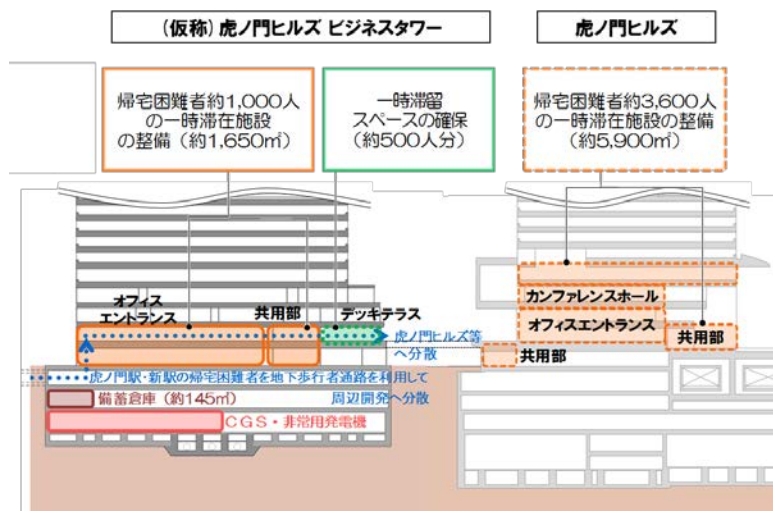 (仮称) 虎ノ門ヒルズ ビジネスタワー
虎ノ門ヒルズ
帰宅困難者約1,000人
の一時滞在施設
の整備（約1,650㎡）
一時滞留
スペースの確保
（約500人分）
帰宅困難者約3,600人
の一時滞在施設の整備
（約5,900㎡）
オフィス
エントランス
共用部
デッキテラス
虎ノ門ヒルズ等
へ分散
カンファレンスホール
オフィスエントランス
共用部
共用部
虎ノ門駅・新駅の帰宅困難者を地下歩行者通路を利用して
周辺開発へ分散
備蓄倉庫（約145㎡）
CGS・非常用発電機